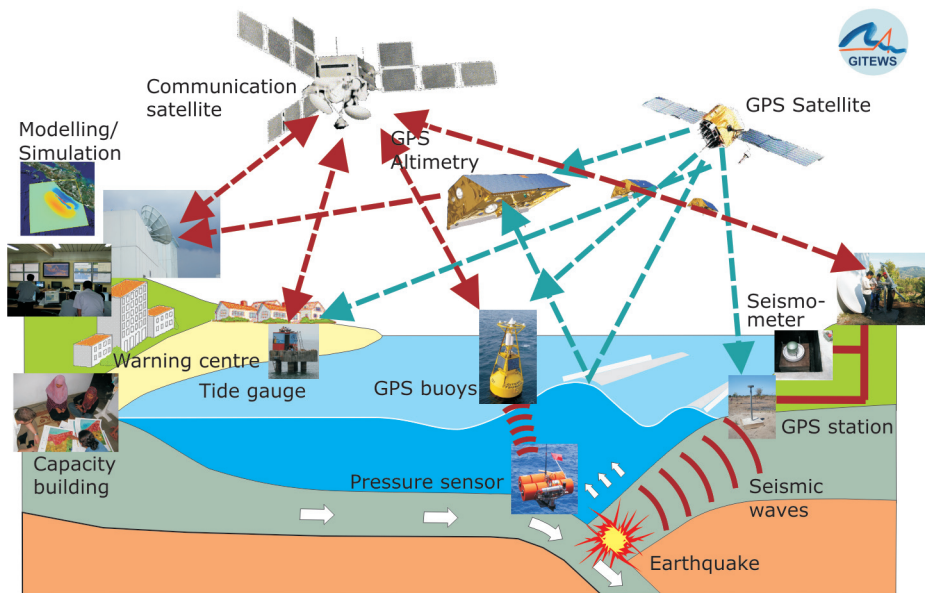 GITEWS
Communication
satellite
GPS Satellite
GPS
Altimetry
Modelling/
Simulation
Seismo-
meter
Warning centre
Tide gauge
GPS buoys
GPS station
Capacity
building
Pressure sensor
Seismic
waves
Earthquake